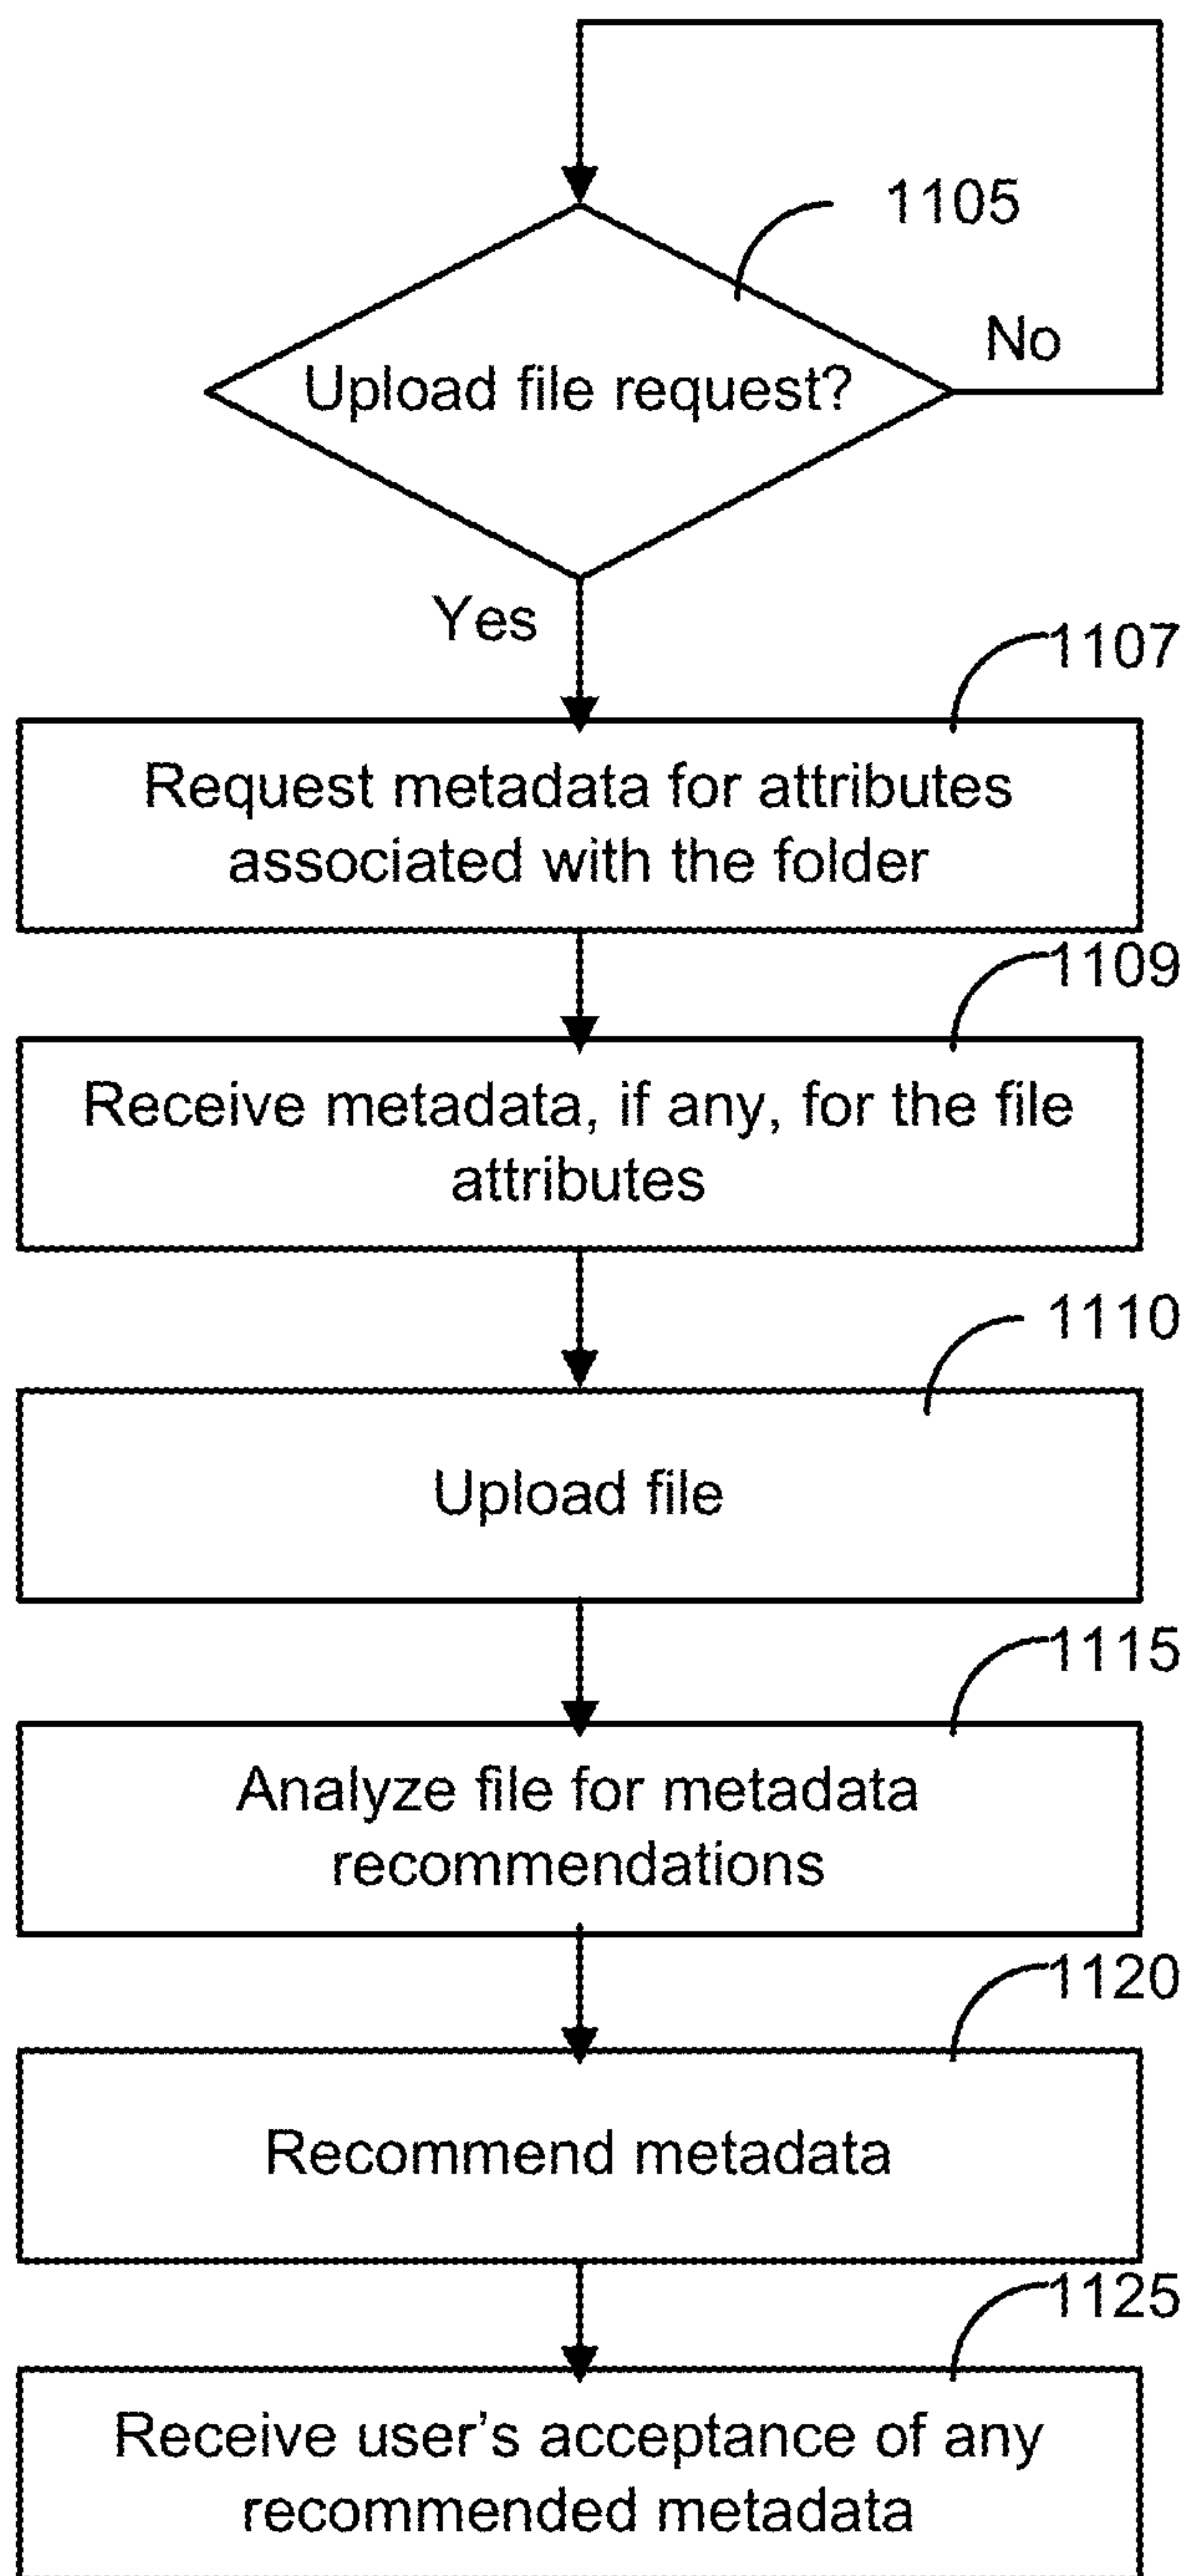 1105
No
Upload file request?
Yes
1107
Request metadata for attributes
associated with the folder
1109
Receive metadata, if any, for the file
attributes
1110
Upload file
1115
Analyze file for metadata
recommendations
1120
Recommend metadata
1125
Receive user’s acceptance of any
recommended metadata